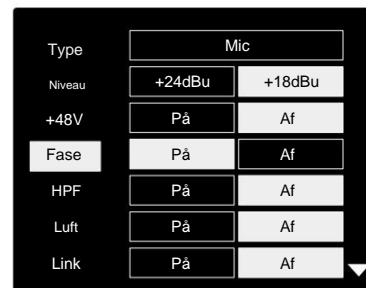 Type Mic
Niveau +24dBu +18dBu
+48V På Af
Fase På Af
HPF På Af
Luft På Af
Link På Af